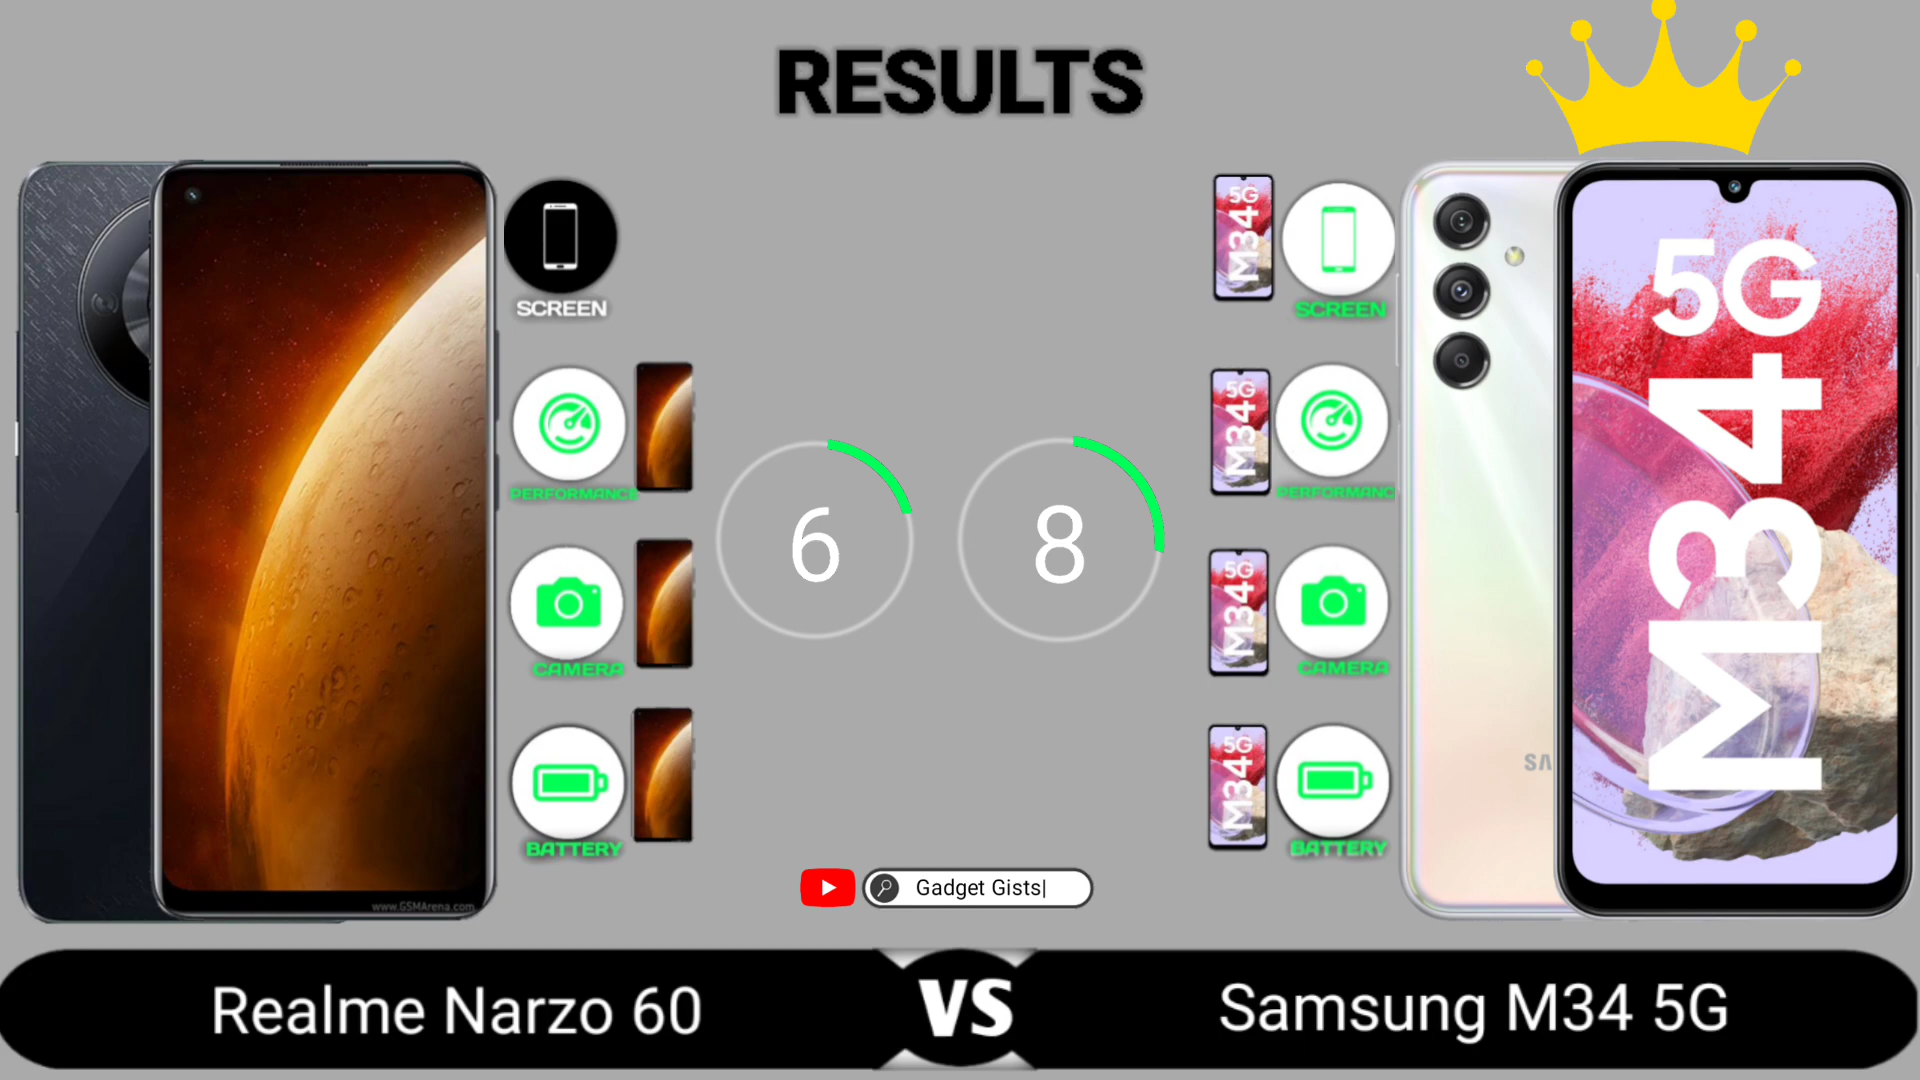 RESULTS
SCREEN
PERFORMANCE
CAMERA
BATTERY
www.GSMArena.com
6
8
5G
M34
SCREEN
5G
M34
PERFORMANC
5G
M34
CAMERA
5G
M34
BATTERY
SA
5G
M34
Gadget Gists|
Realme Narzo 60
VS
Samsung M34 5G